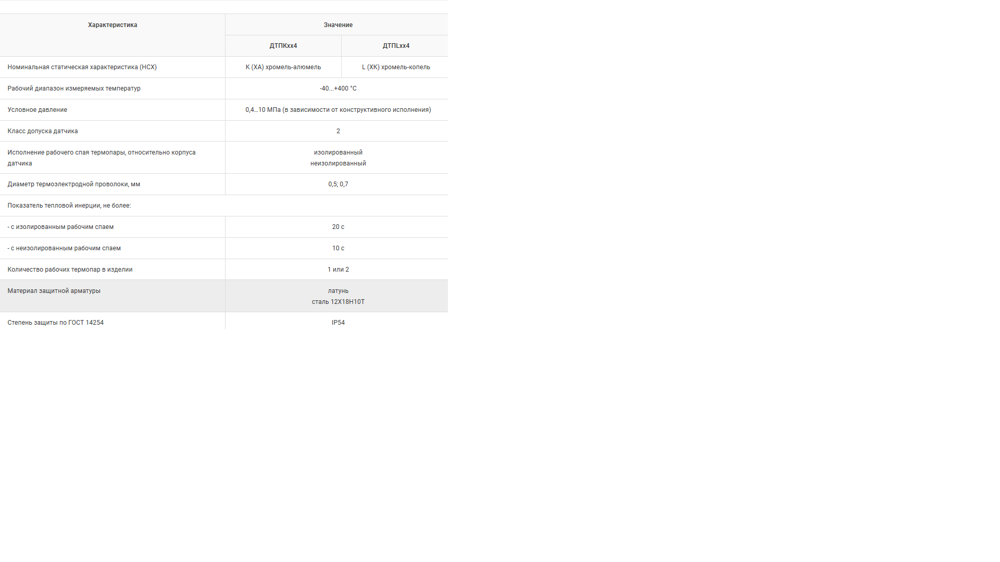 Характеристика
Значение
ДТПКхх4
ДТПLхх4
Номинальная статическая характеристика (НСХ)
К (ХА) хромель-алюмель
L (ХК) хромель-копель
Рабочий диапазон измеряемых температур
-40...+400 °С
Условное давление
0,4…10 МПа (в зависимости от конструктивного исполнения)
Класс допуска датчика
2
Исполнение рабочего спая термопары, относительно корпуса
датчика
изолированный
неизолированный
Диаметр термоэлектродной проволоки, мм
0,5; 0,7
Показатель тепловой инерции, не более:
- с изолированным рабочим спаем
20 с
- с неизолированным рабочим спаем
10 с
Количество рабочих термопар в изделии
1 или 2
Материал защитной арматуры
латунь
сталь 12Х18Н10Т
Степень защиты по ГОСТ 14254
IP54